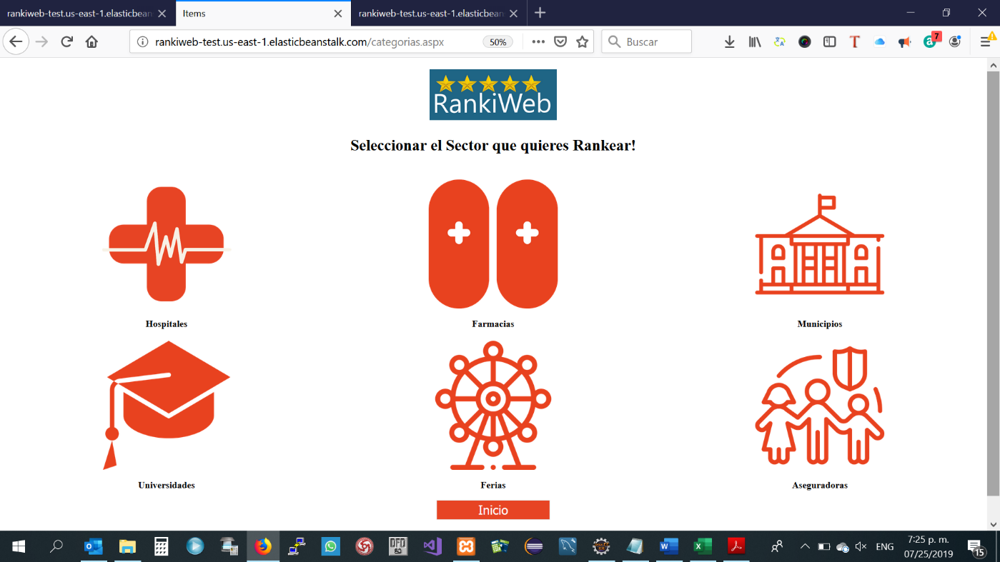 rankiweb-test.us-east-1.elasticbean
Items
rankiweb-test.us-east-1.elasticbean
rankiweb-test.us-east-1.elasticbeanstalk.com/categorias.aspx
50%
Buscar
7
RankiWeb
Seleccionar el Sector que quieres Rankear!
Hospitales
Farmacias
Municipios
Universidades
Ferias
Aseguradoras
Inicio
ENG
7:25 p. m.
07/25/2019
15